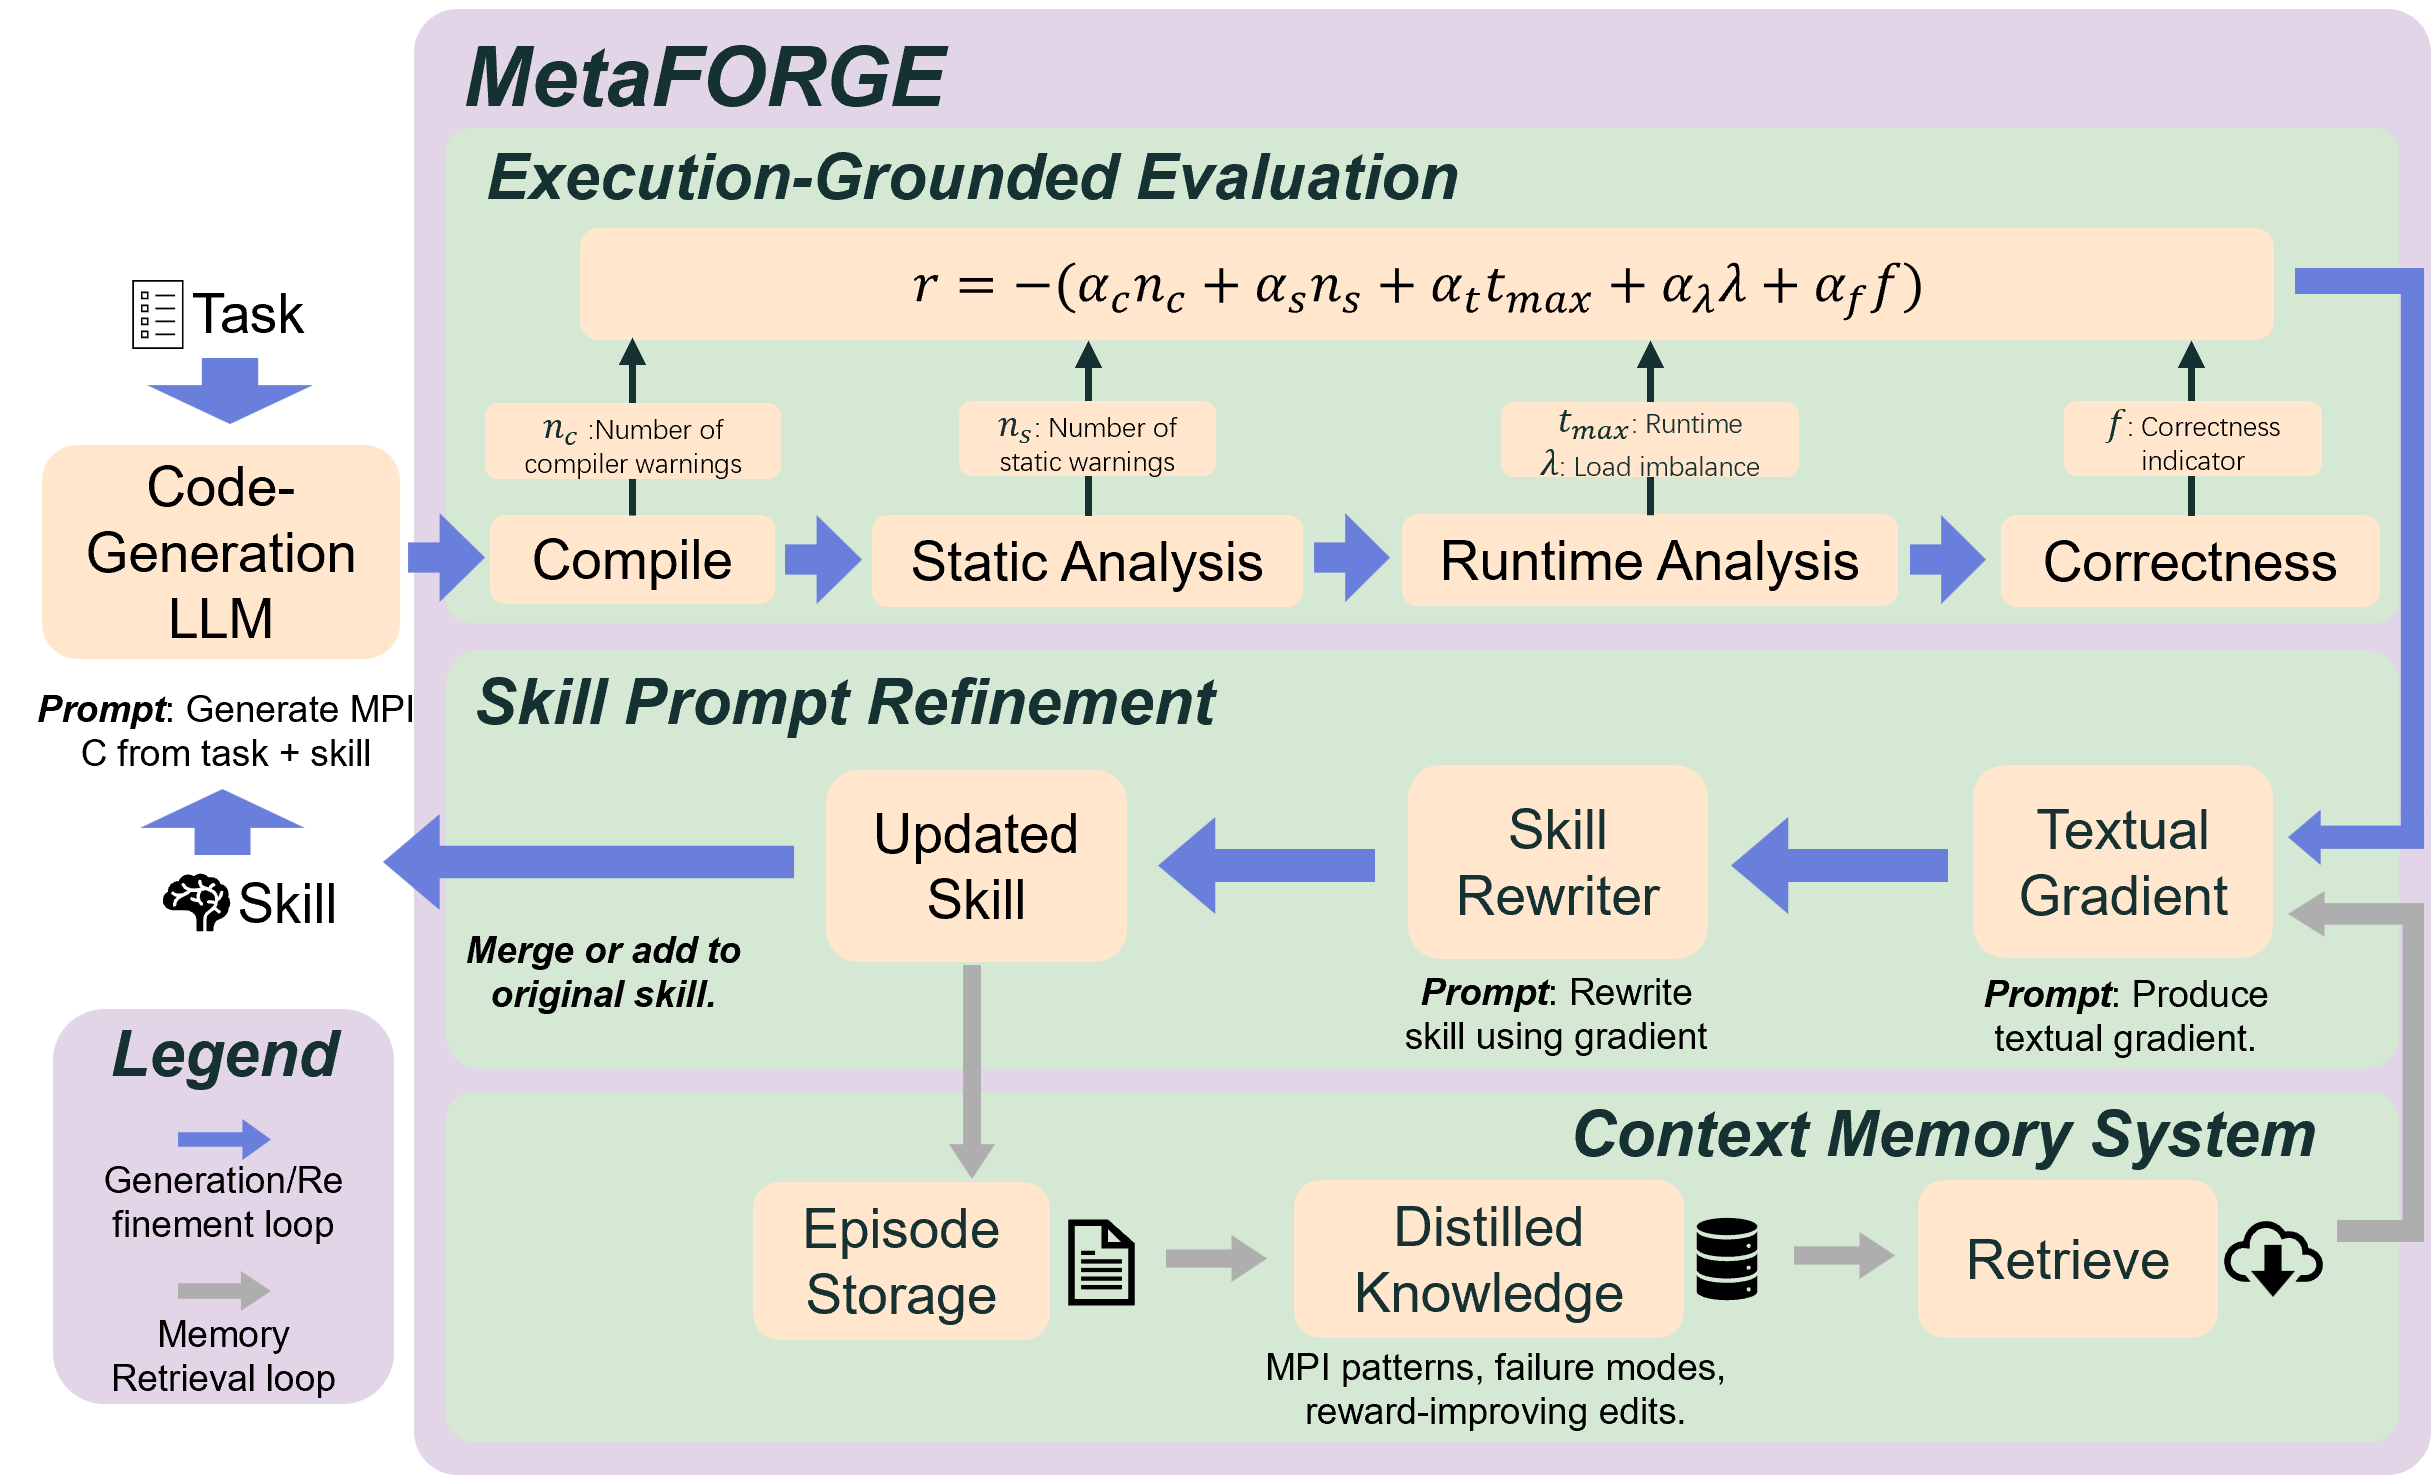 MetaFORGE
Execution-Grounded Evaluation
r = −(α_c n_c + α_s n_s + α_t t_max + α_λ λ + α_f f)
Task
n_c :Number of
compiler warnings
n_s: Number of
static warnings
t_max: Runtime
λ: Load imbalance
f: Correctness
indicator
Code-
Generation
LLM
Compile
Static Analysis
Runtime Analysis
Correctness
Prompt: Generate MPI
C from task + skill
Skill
Skill Prompt Refinement
Updated
Skill
Skill
Rewriter
Textual
Gradient
Merge or add to
original skill.
Prompt: Rewrite
skill using gradient
Prompt: Produce
textual gradient.
Legend
Generation/Re
finement loop
Memory
Retrieval loop
Context Memory System
Episode
Storage
Distilled
Knowledge
Retrieve
MPI patterns, failure modes,
reward-improving edits.